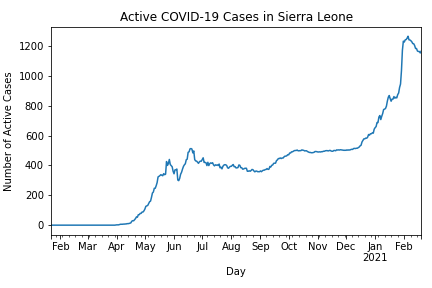 Active COVID-19 Cases in Sierra Leone
Number of Active Cases
1200
1000
800
600
400
200
0
Feb Mar Apr May Jun Jul Aug Sep Oct Nov Dec Jan Feb
2021
Day